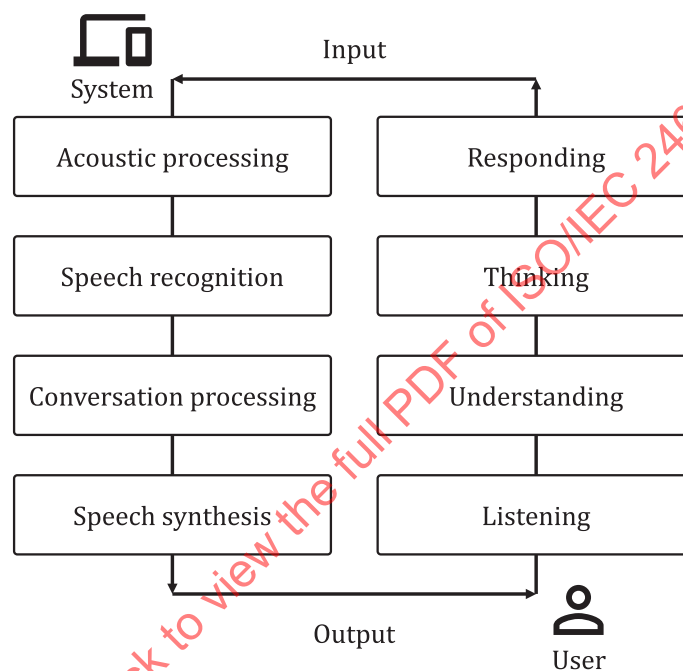 Input
System
Acoustic processing
Responding
Speech recognition
Thinking
Conversation processing
Understanding
Speech synthesis
Listening
Output
User
to view the full PDF of ISO/IEC